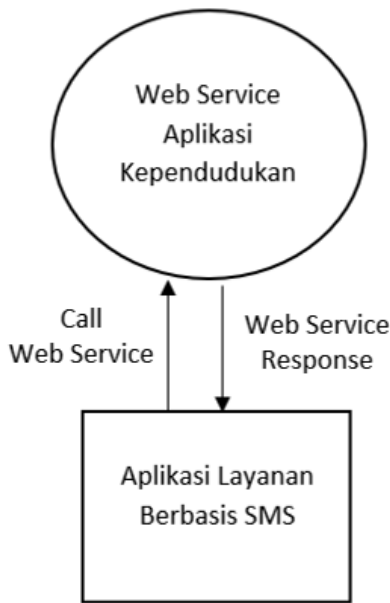 Web Service
Aplikasi
Kependudukan
Call
Web Service
Web Service
Response
Aplikasi Layanan
Berbasis SMS